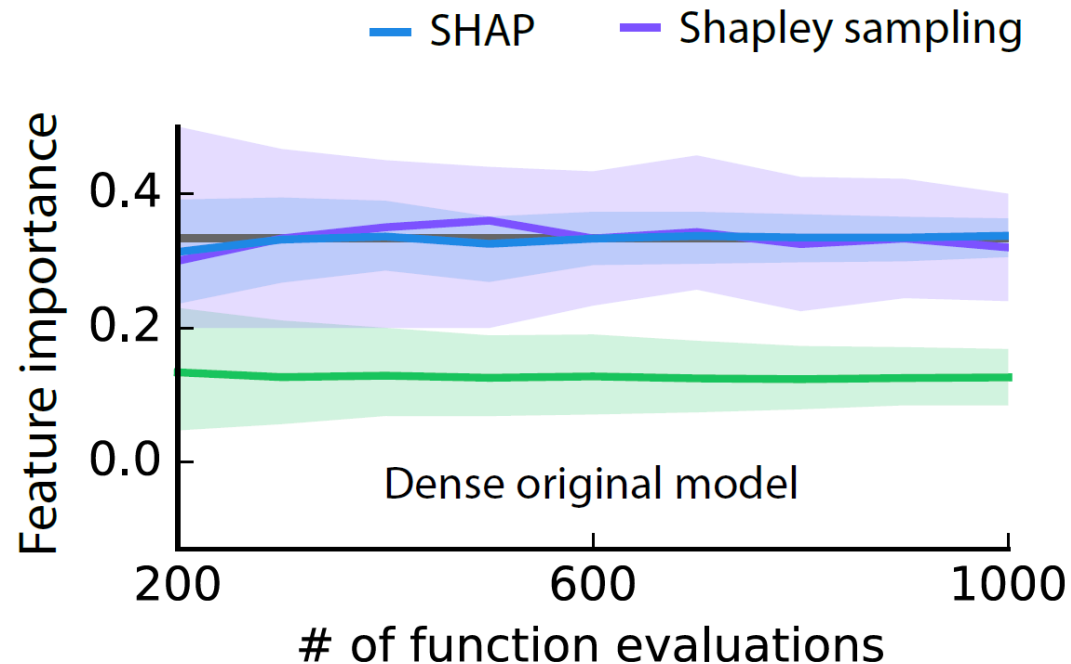 SHAP
Shapley sampling
Feature importance
0.4
0.2
0.0
Dense original model
200
600
1000
# of function evaluations